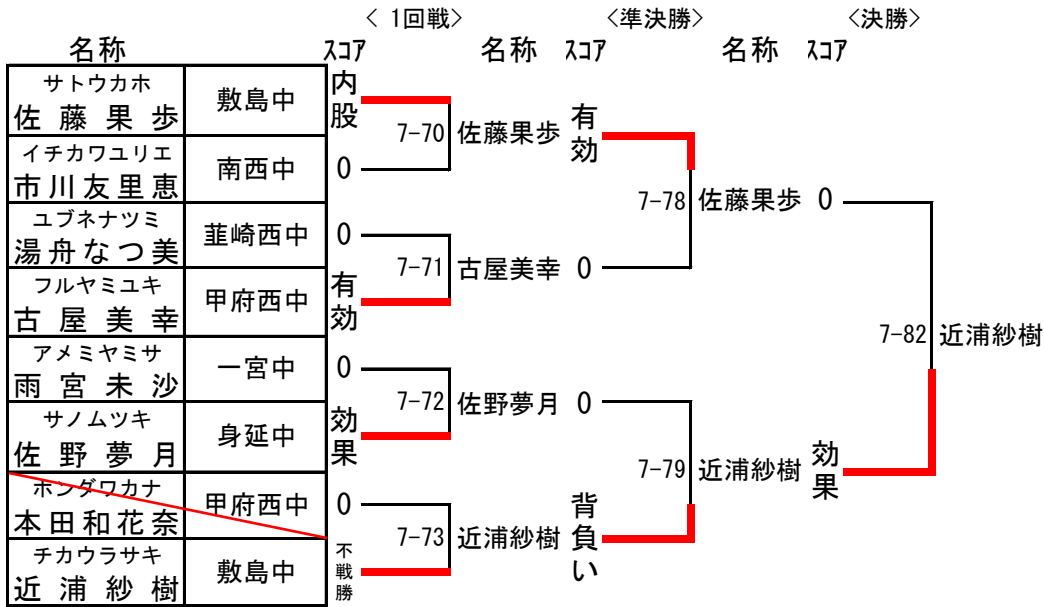 < 1回戦>
<準決勝>
<決勝>
名称 スコア 名称 スコア 名称 スコア
サトウカホ
佐藤果歩 敷島中 内股
7-70 佐藤果歩 有効
イチカワユリエ
市川友里恵 南西中 0
7-78 佐藤果歩 0
ユブネナツミ
湯舟なつ美 韮崎西中 0
7-71 古屋美幸 0
フルヤミユキ
古屋美幸 甲府西中 有効
7-82 近浦紗樹
アメミヤミサ
雨宮未沙 一宮中 0
7-72 佐野夢月 0
サノムツキ
佐野夢月 身延中 効果
7-79 近浦紗樹 効果
ホンダワカナ
本田和花奈 甲府西中 0
7-73 近浦紗樹 背負い
チカウラサキ
近浦紗樹 敷島中 不戦勝